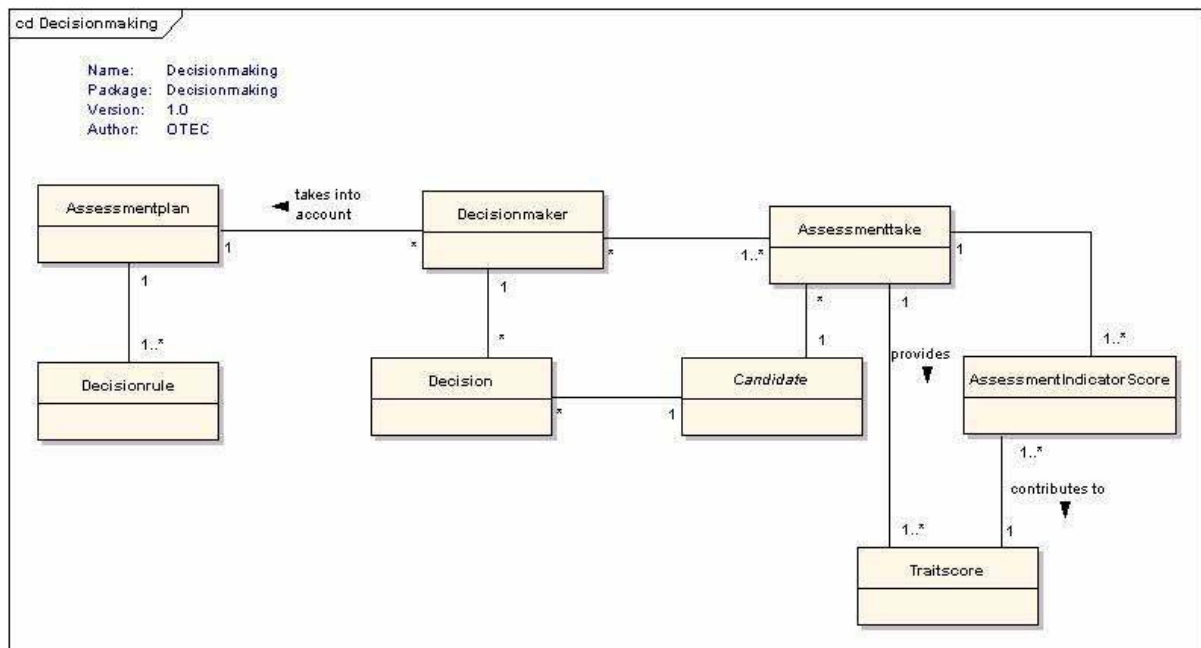 cd Decisionmaking
Name: Decisionmaking
Package: Decisionmaking
Version: 1.0
Author: OTEC
Assessmentplan
takes into
account
Decisionmaker
Assessmenttake
1
*
*
1..*
1
1
1
*
1
1..*
*
1
provides
1..*
Decisionrule
Decision
Candidate
AssessmentIndicatorScore
*
1
1..*
contributes to
1..*
1
Traitscore